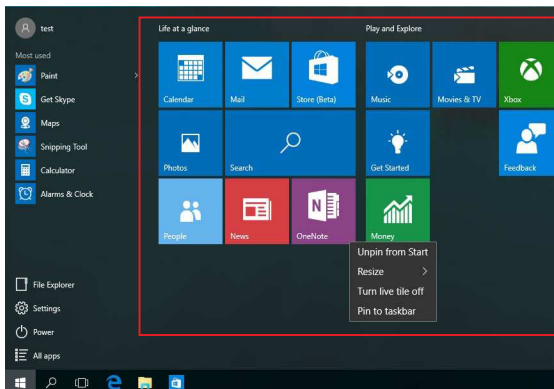 test
Most used
Paint
Get Skype
Maps
Snipping Tool
Calculator
Alarms & Clock
File Explorer
Settings
Power
All apps
Life at a glance
Calendar
Mail
Store (Beta)
Photos
Search
People
News
OneNote
Play and Explore
Music
Movies & TV
Xbox
Get Started
Feedback
Money
Unpin from Start
Resize
Turn live tile off
Pin to taskbar